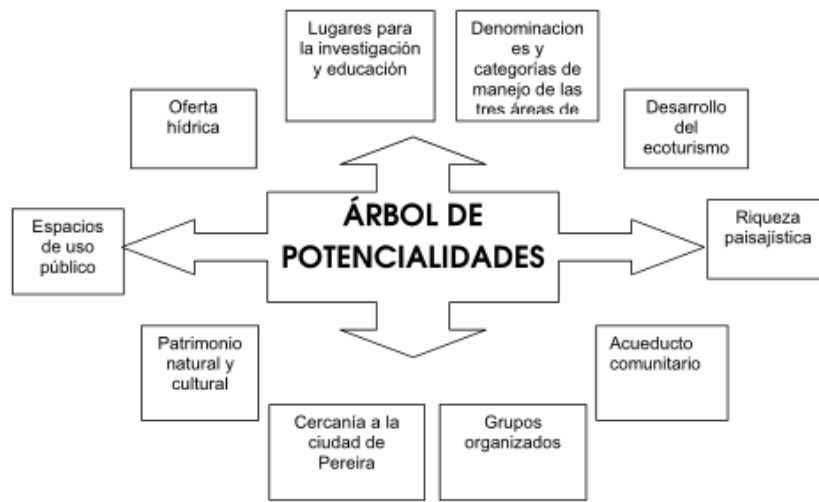 Lugares para
la investigación
y educación
Denominacion
es y
categorías de
manejo de las
tres áreas de
Oferta
hídrica
Desarrollo
del
ecoturismo
Espacios
de uso
público
ÁRBOL DE
POTENCIALIDADES
Riqueza
paisajística
Patrimonio
natural y
cultural
Acueducto
comunitario
Cercanía a la
ciudad de
Pereira
Grupos
organizados